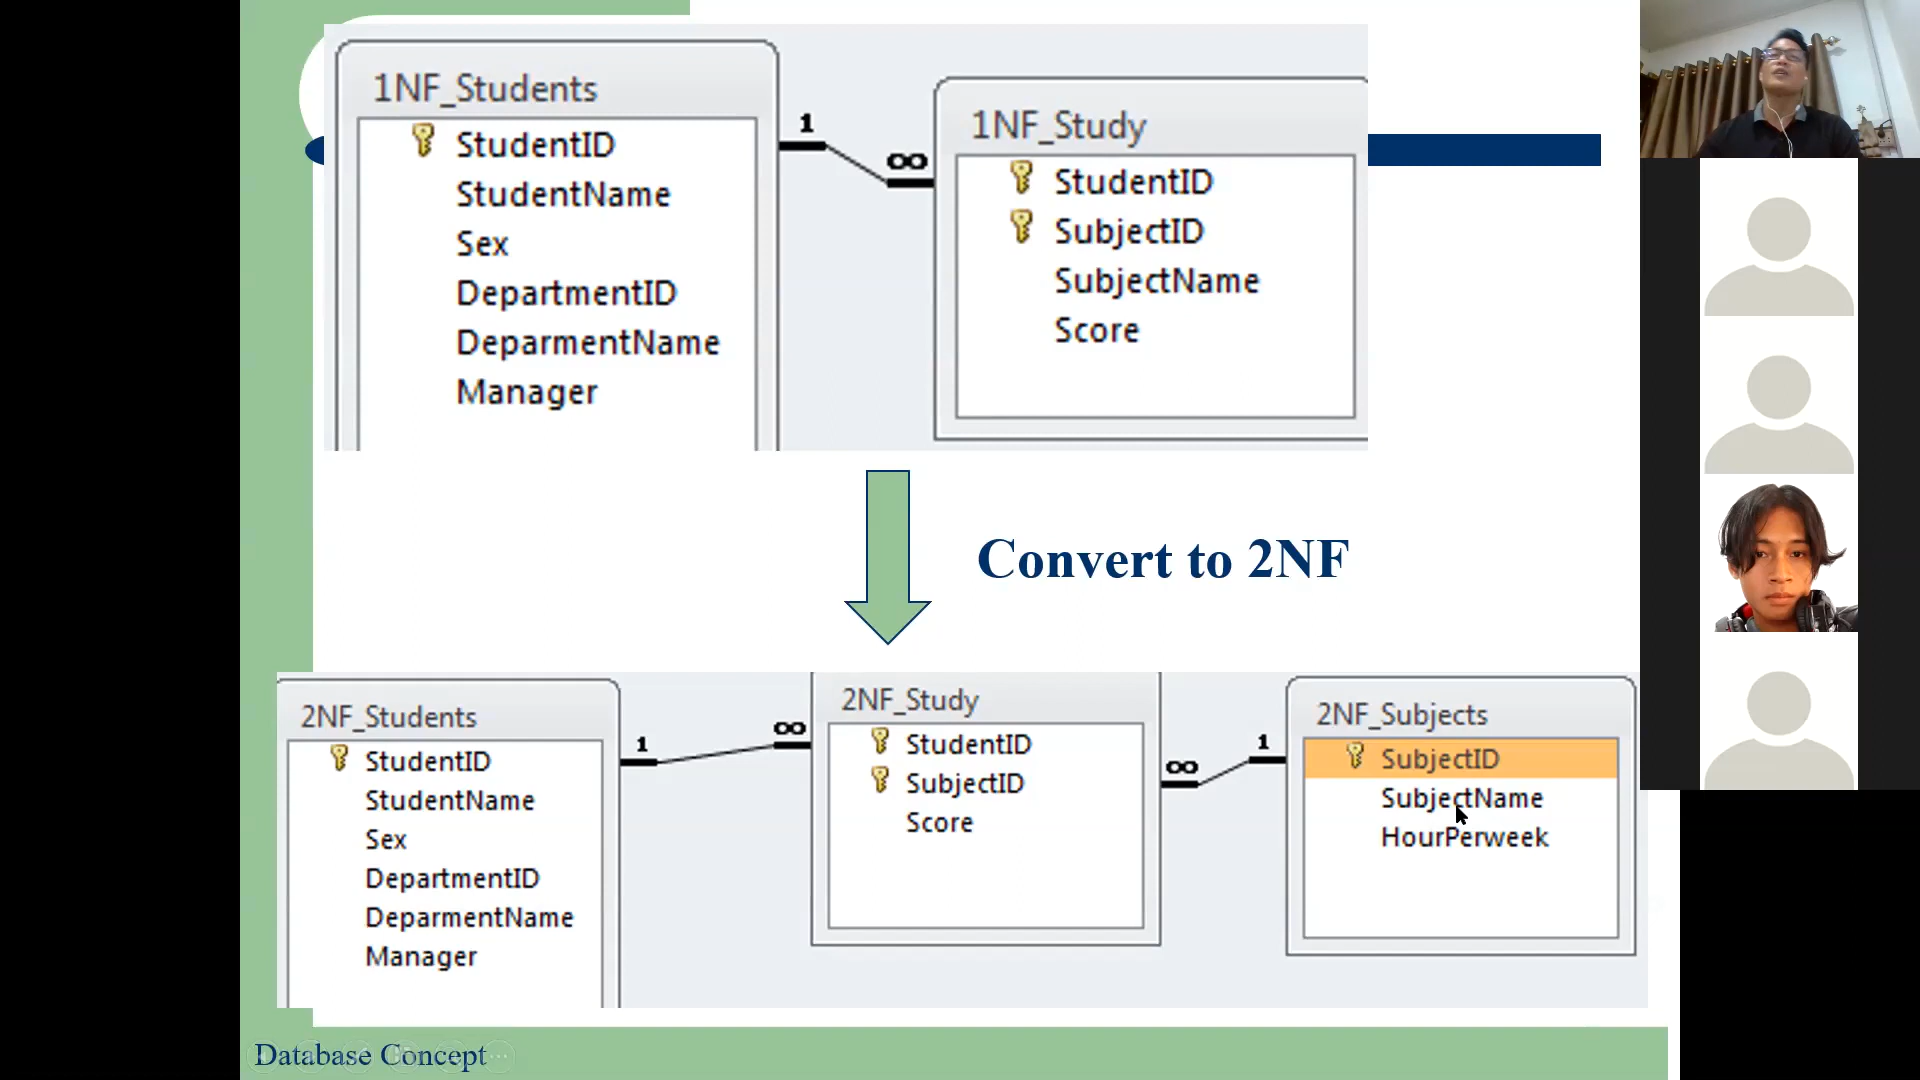 1NF_Students
StudentID
StudentName
Sex
DepartmentID
DeparmentName
Manager
1
∞
1NF_Study
StudentID
SubjectID
SubjectName
Score
Convert to 2NF
2NF_Students
StudentID
StudentName
Sex
DepartmentID
DeparmentName
Manager
1
∞
2NF_Study
StudentID
SubjectID
Score
∞
1
2NF_Subjects
SubjectID
SubjectName
HourPerweek
Database Concept